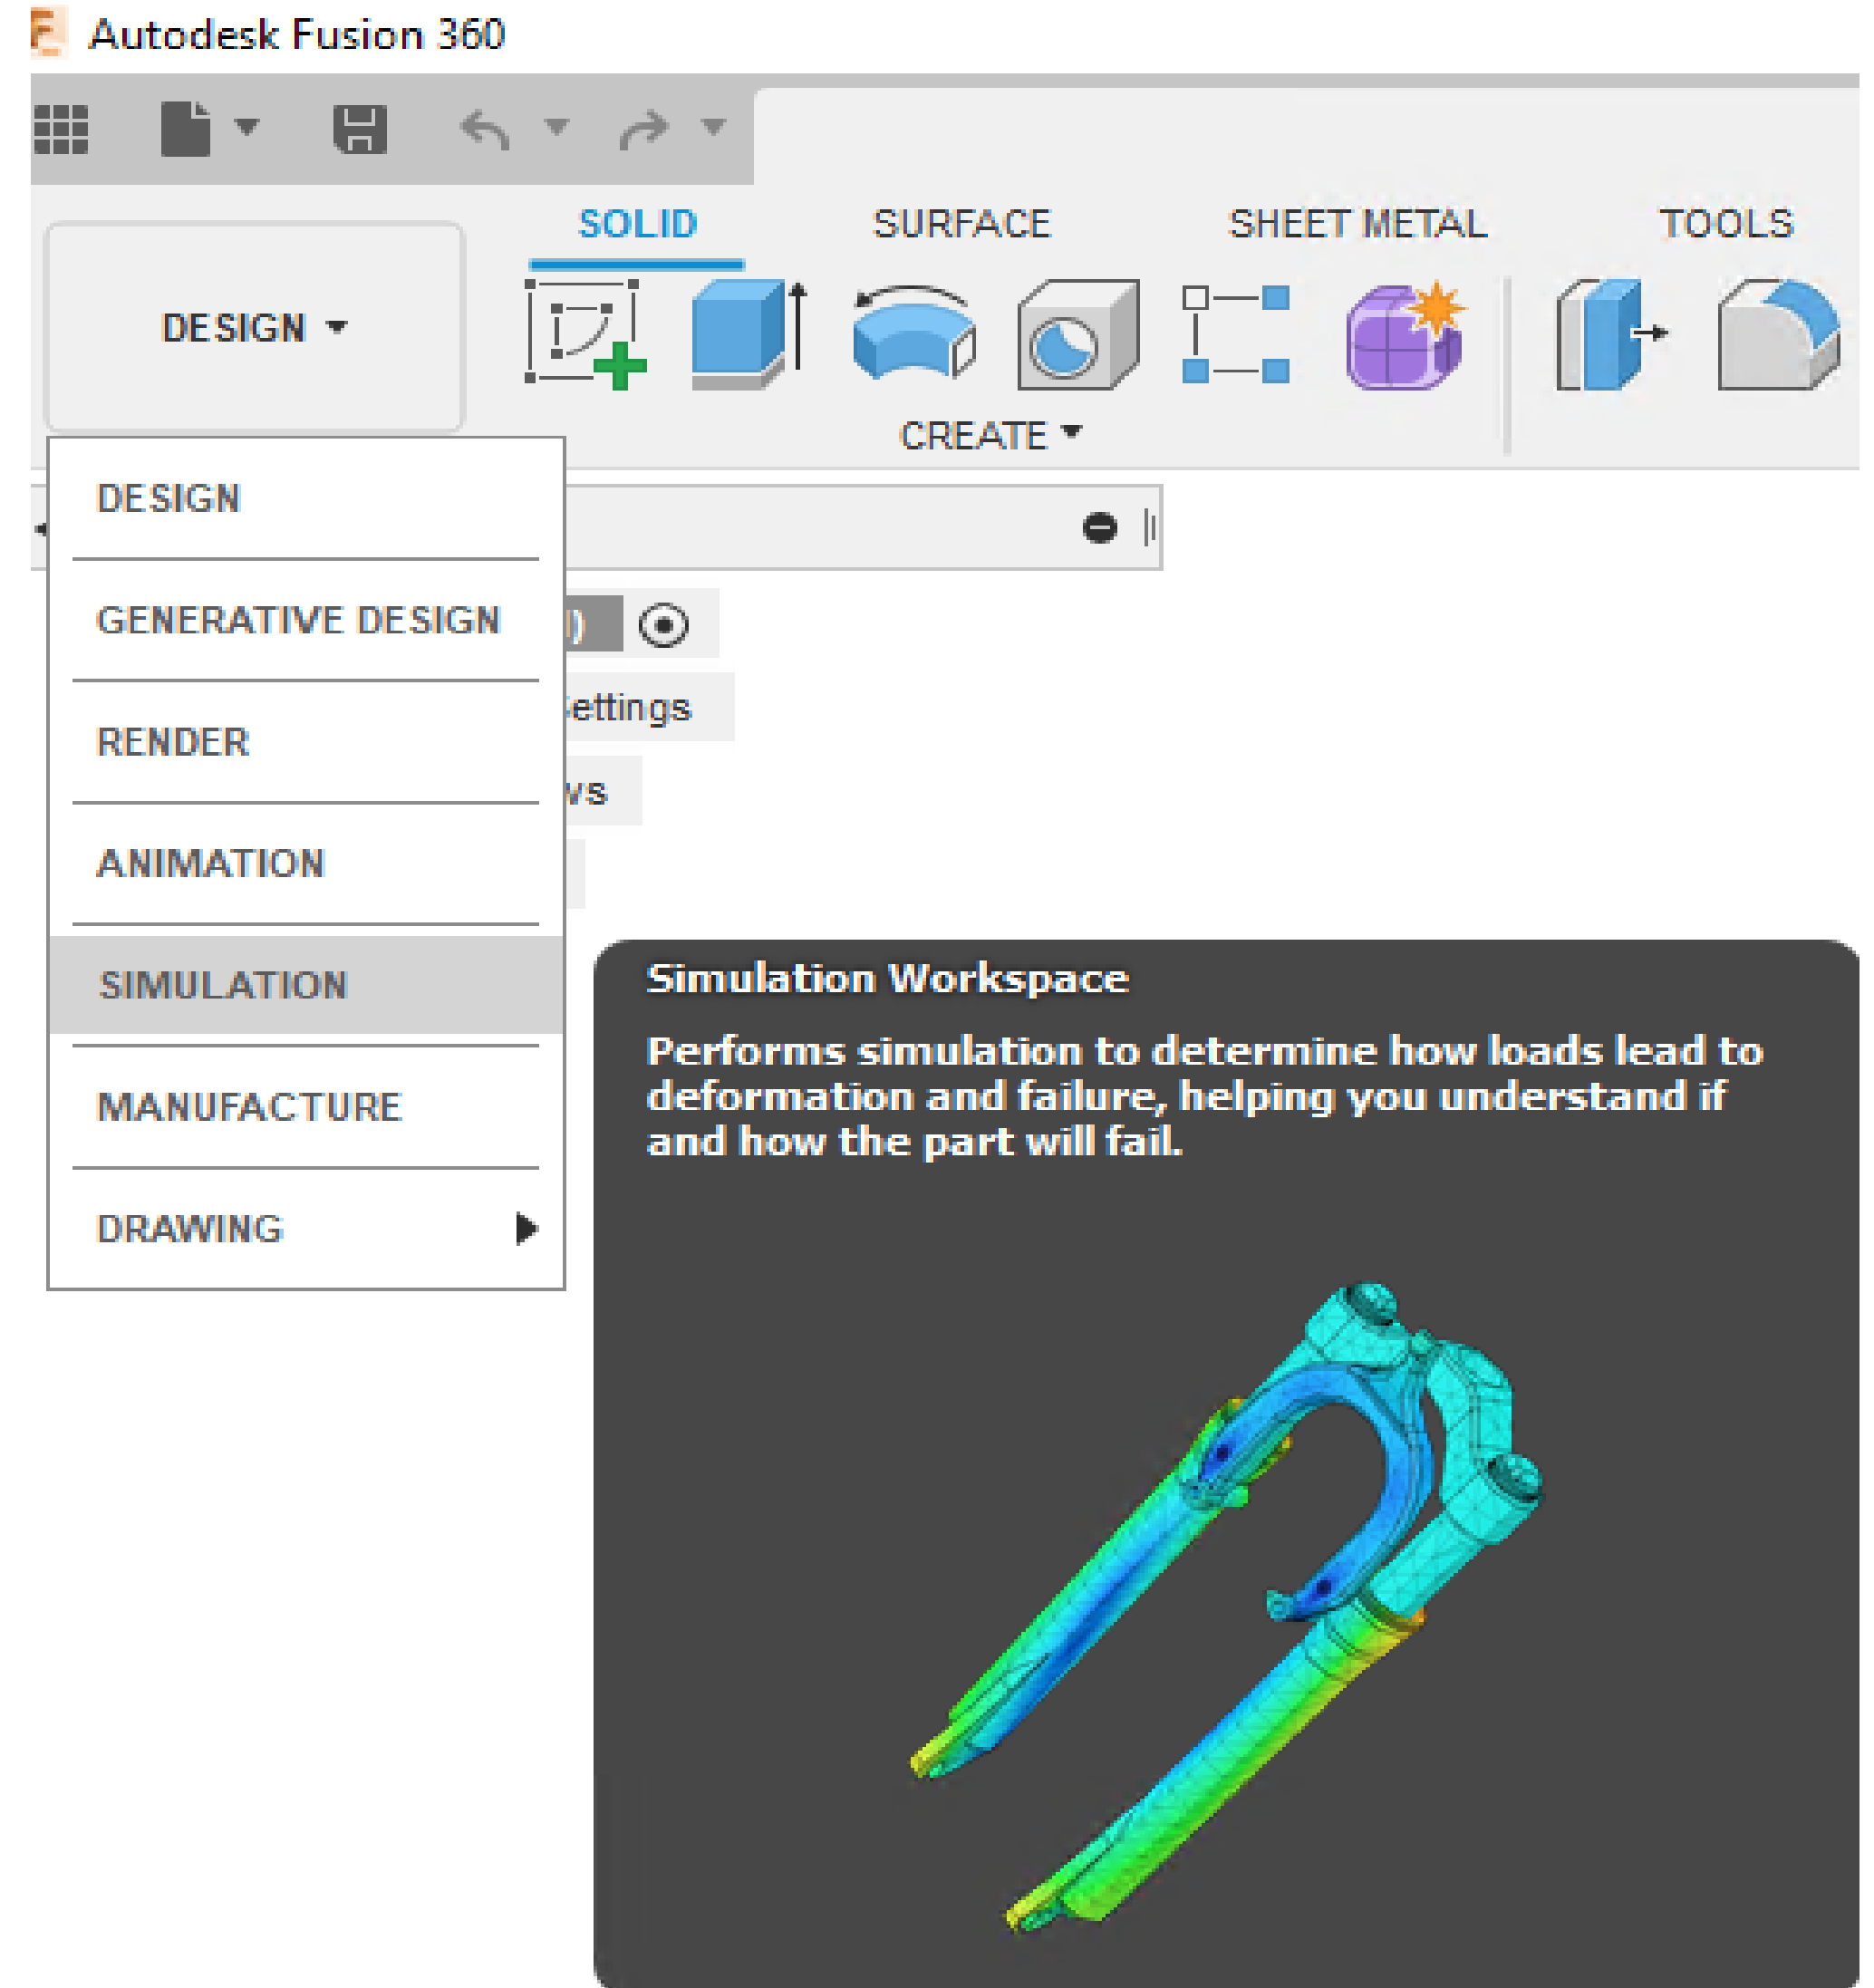 Autodesk Fusion 360
SOLID
SURFACE
SHEET METAL
TOOLS
DESIGN
CREATE
DESIGN
GENERATIVE DESIGN
RENDER
ANIMATION
SIMULATION
MANUFACTURE
DRAWING
ettings
Simulation Workspace
Performs simulation to determine how loads lead to
deformation and failure, helping you understand if
and how the part will fail.